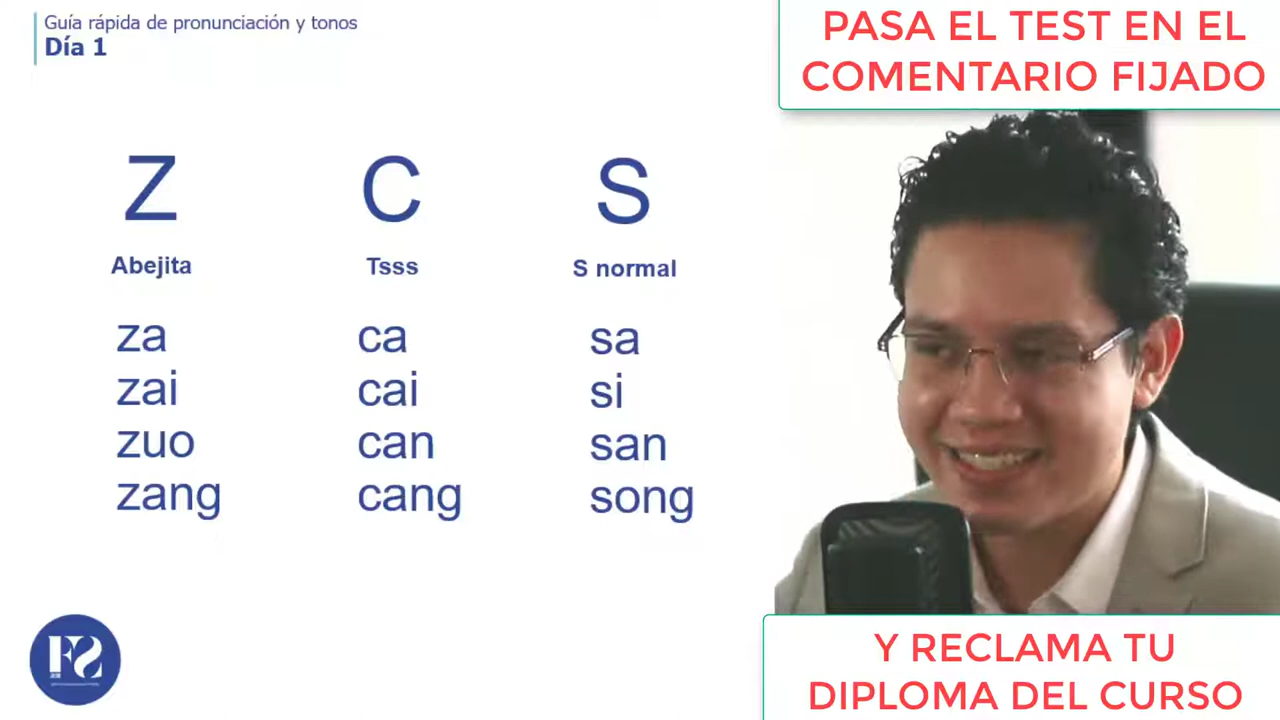 Guía rápida de pronunciación y tonos
Día 1
PASA EL TEST EN EL
COMENTARIO FIJADO
Z C S
Abejita Tsss S normal
za ca sa
zai cai si
zuo can san
zang cang song
Y RECLAMA TU
DIPLOMA DEL CURSO